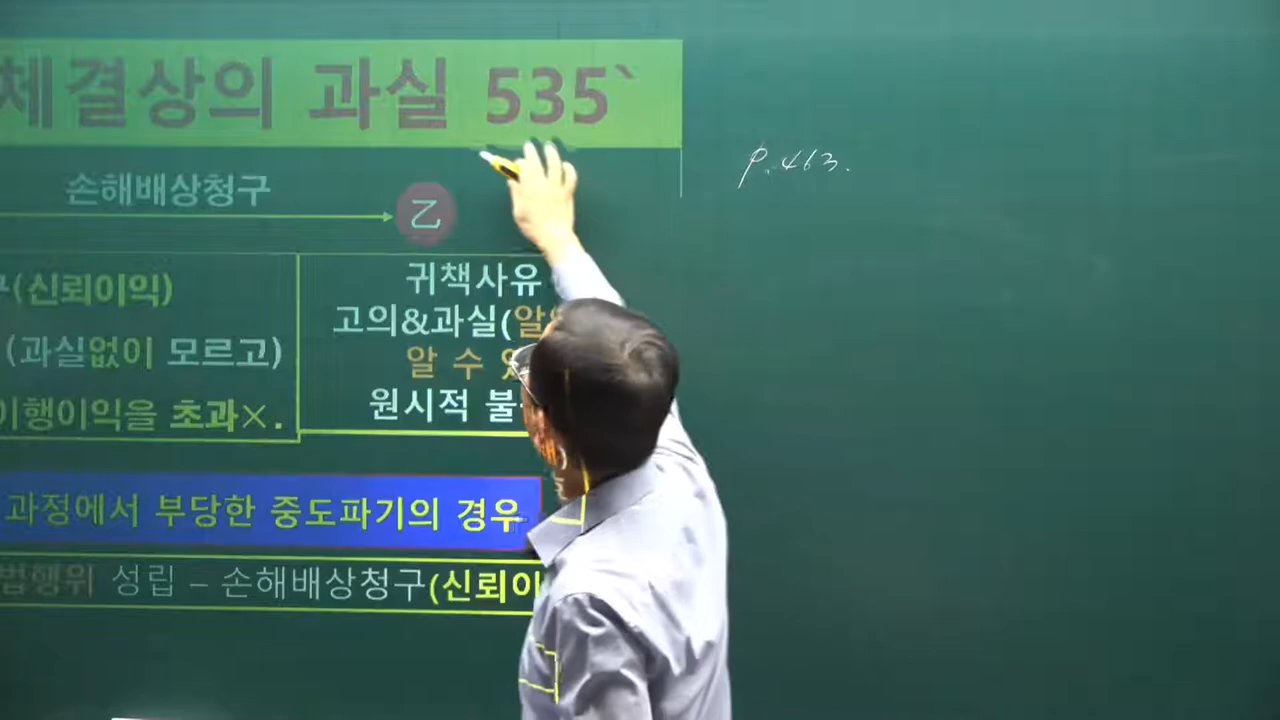 체결상의 과실 535`
p.463.
손해배상청구
乙
(신뢰이익)
(과실없이 모르고)
이행이익을 초과×.
귀책사유
고의&과실(알
알 수
원시적
과정에서 부당한 중도파기의 경우
범행위 성립 – 손해배상청구(신뢰이